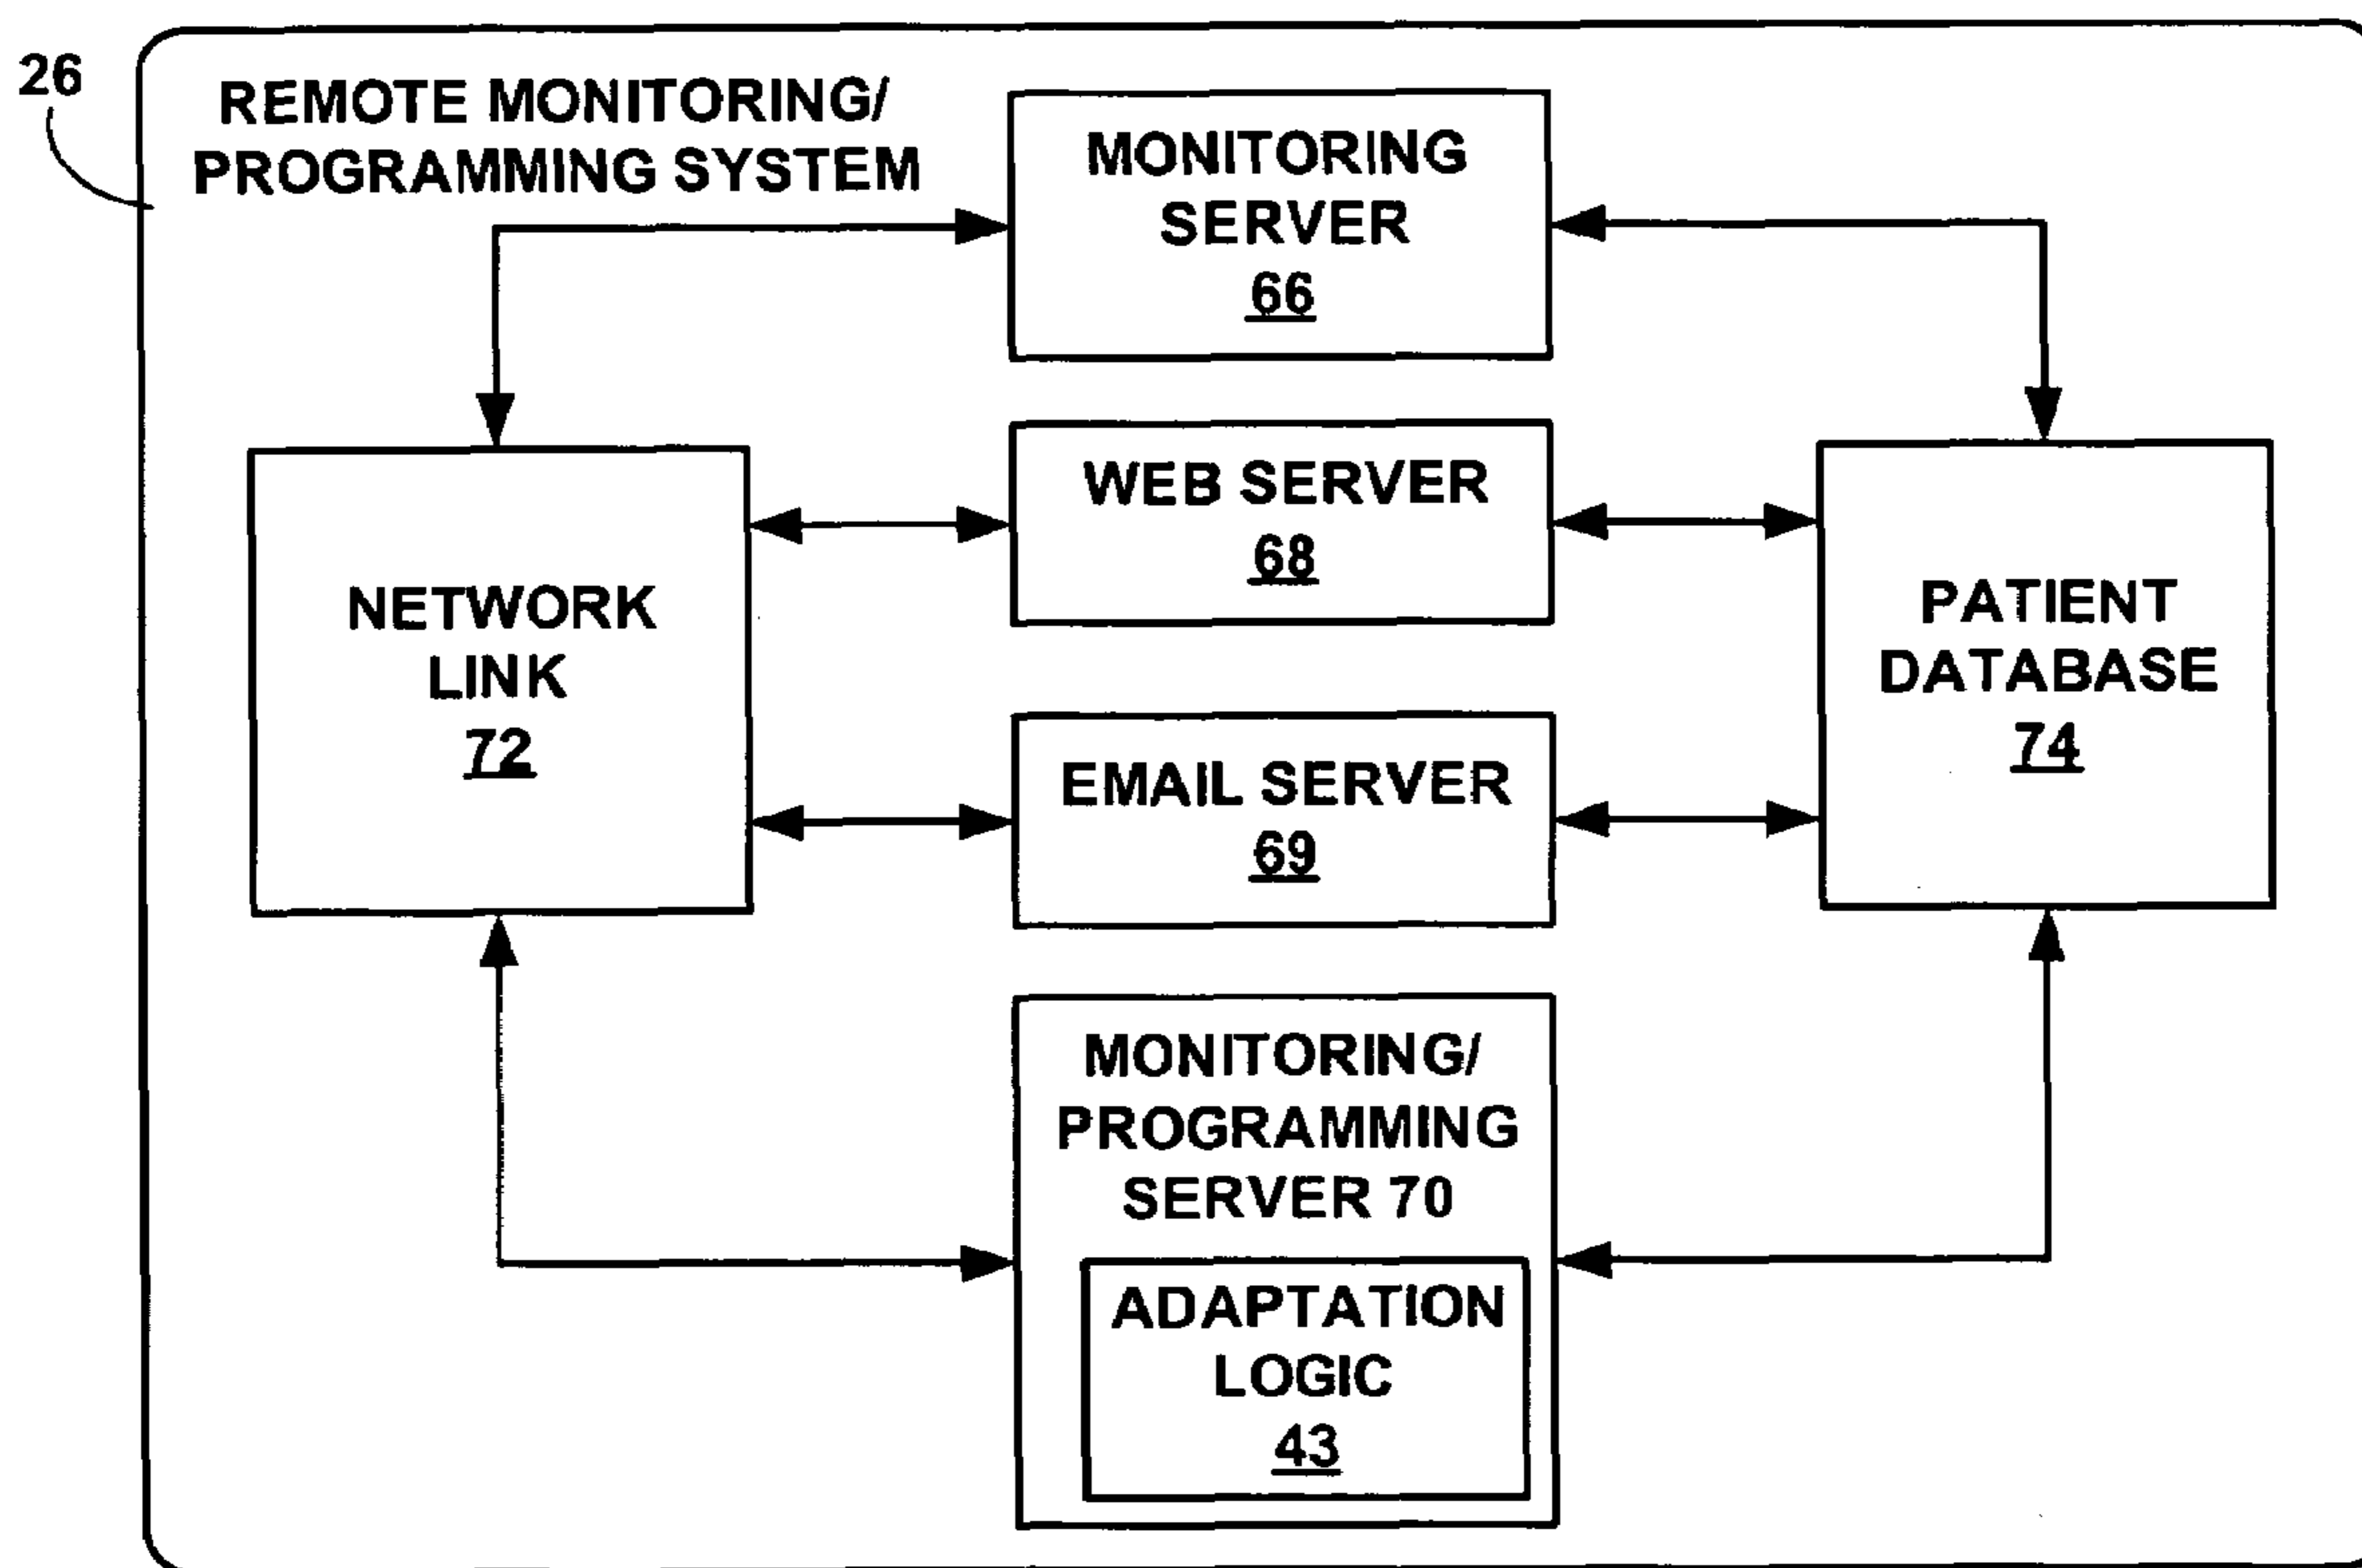 26
REMOTE MONITORING/
PROGRAMMING SYSTEM
MONITORING
SERVER
66
WEB SERVER
68
NETWORK
LINK
72
PATIENT
DATABASE
74
EMAIL SERVER
69
MONITORING/
PROGRAMMING
SERVER 70
ADAPTATION
LOGIC
43